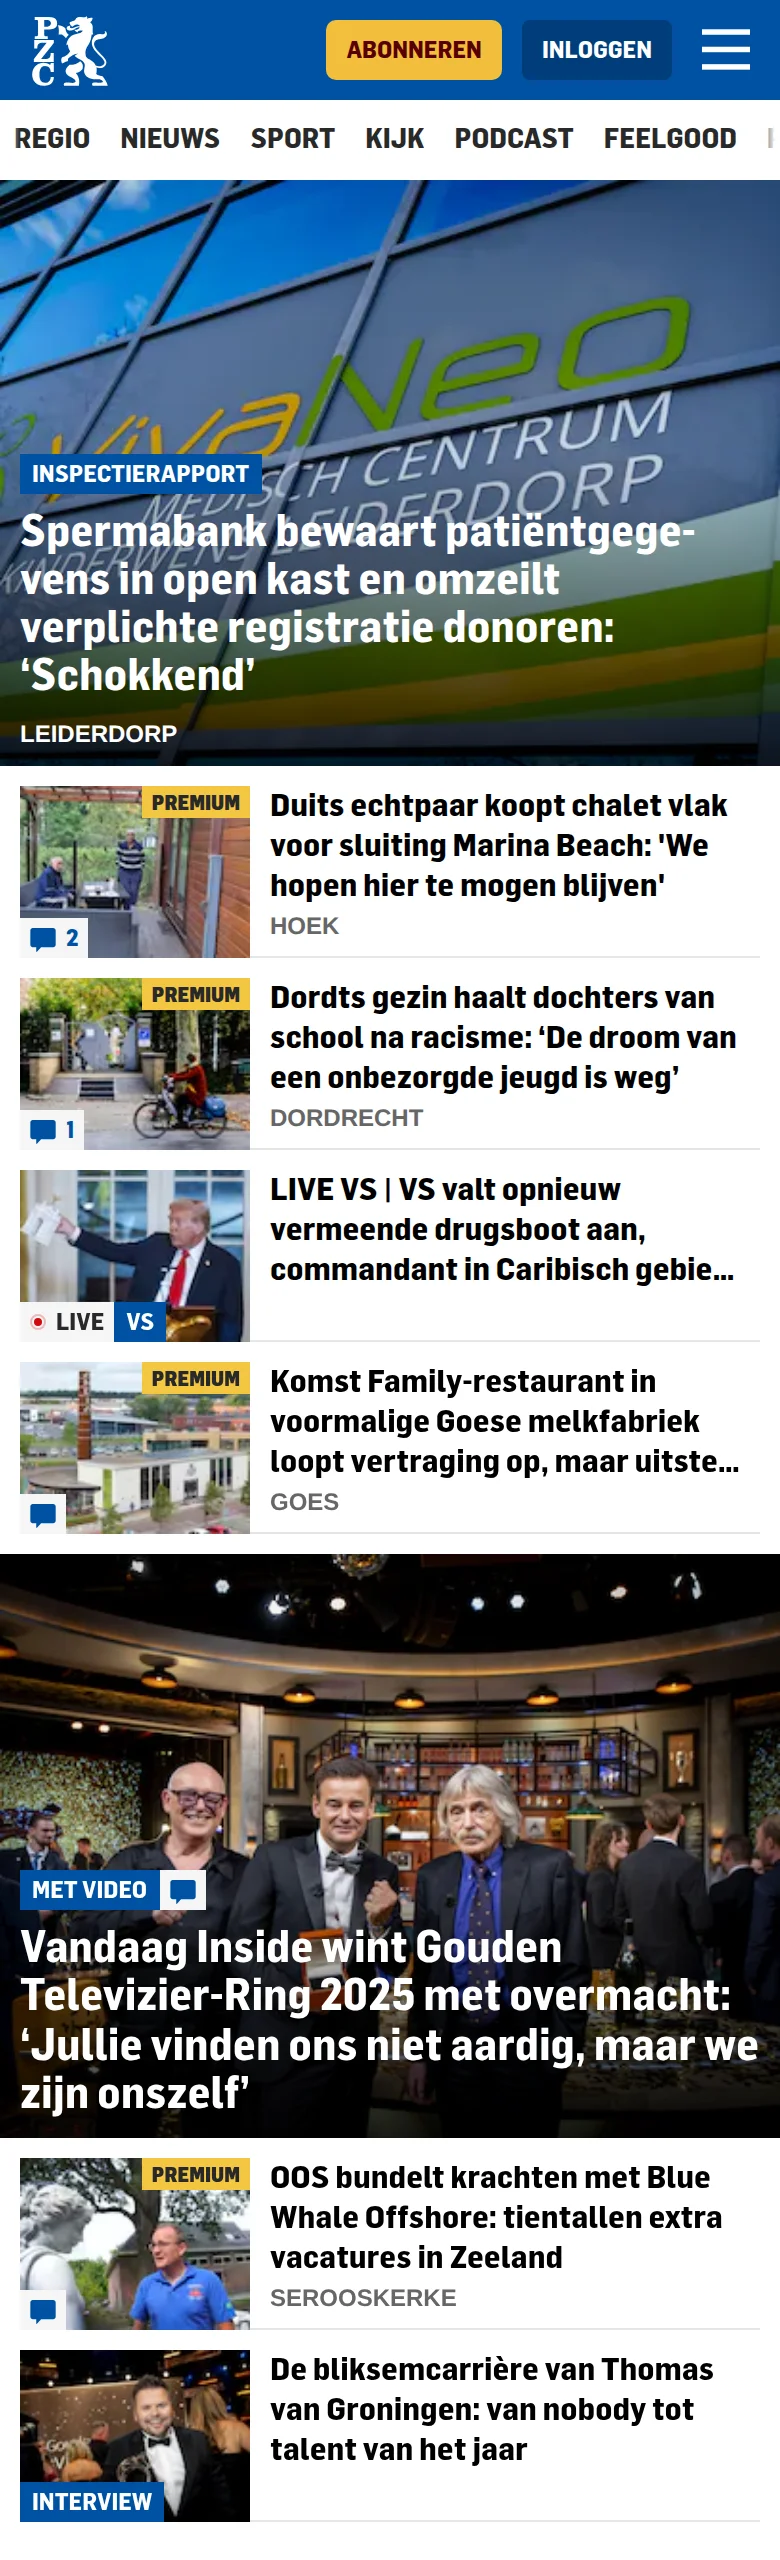 PZC
ABONNEREN
INLOGGEN
REGIO NIEUWS SPORT KIJK PODCAST FEELGOOD
VivaNeo
MEDISCH CENTRUM
KINDERWENS LEIDERDORP
INSPECTIERAPPORT
Spermabank bewaart patiëntgege-
vens in open kast en omzeilt
verplichte registratie donoren:
‘Schokkend’
LEIDERDORP
PREMIUM
2
Duits echtpaar koopt chalet vlak
voor sluiting Marina Beach: 'We
hopen hier te mogen blijven'
HOEK
PREMIUM
1
Dordts gezin haalt dochters van
school na racisme: ‘De droom van
een onbezorgde jeugd is weg’
DORDRECHT
LIVE VS
LIVE VS | VS valt opnieuw
vermeende drugsboot aan,
commandant in Caribisch gebie...
PREMIUM
Komst Family-restaurant in
voormalige Goese melkfabriek
loopt vertraging op, maar uitste...
GOES
MET VIDEO
Vandaag Inside wint Gouden
Televizier-Ring 2025 met overmacht:
‘Jullie vinden ons niet aardig, maar we
zijn onszelf’
PREMIUM
OOS bundelt krachten met Blue
Whale Offshore: tientallen extra
vacatures in Zeeland
SEROOSKERKE
INTERVIEW
De bliksemcarrière van Thomas
van Groningen: van nobody tot
talent van het jaar